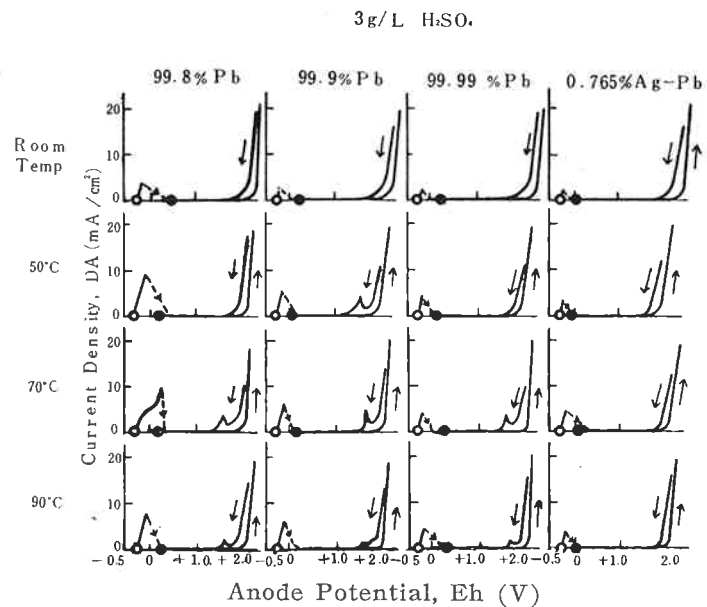 3g/L H₂SO₄
99.8% Pb 99.9% Pb 99.99 % Pb 0.765% Ag-Pb
Room Temp
20
10
0
50°C
20
10
0
70°C
20
10
0
90°C
20
10
0
Current Density, DA (mA/cm²)
-0.5 0 +1.0 +2.0 -0.5 0 +1.0 +2.0 -0.5 0 +1.0 +2.0 -0.5 0 +1.0 2.0
Anode Potential, Eh (V)